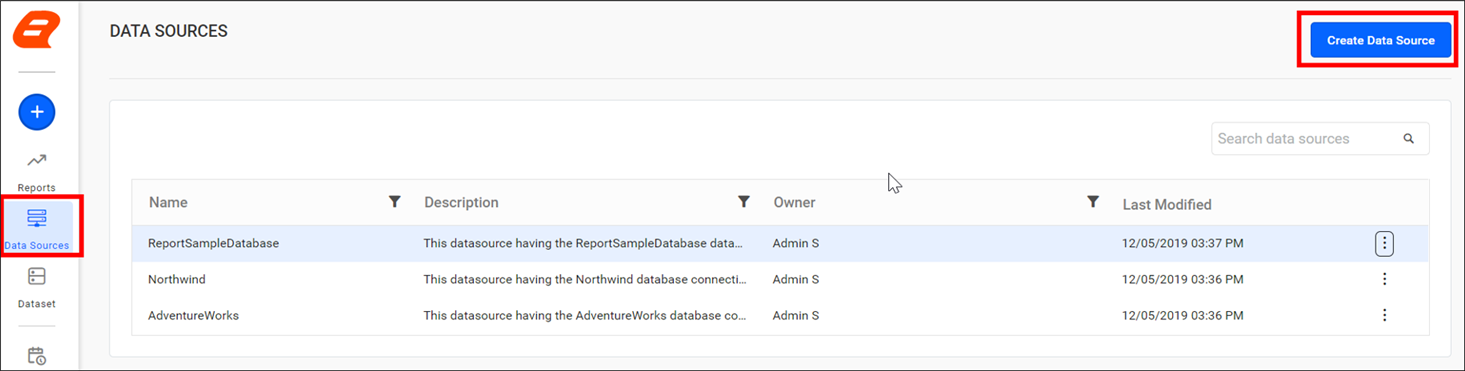 DATA SOURCES
Create Data Source
Search data sources
Reports
Data Sources
Dataset
Name Description Owner Last Modified
ReportSampleDatabase This datasource having the ReportSampleDatabase data... Admin S 12/05/2019 03:37 PM
Northwind This datasource having the Northwind database connecti... Admin S 12/05/2019 03:36 PM
AdventureWorks This datasource having the AdventureWorks database co... Admin S 12/05/2019 03:36 PM